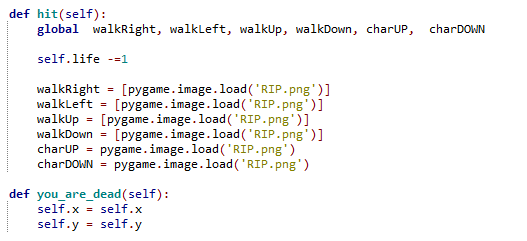 def hit(self):
    global  walkRight, walkLeft, walkUp, walkDown, charUP,  charDOWN
    self.life -=1
    walkRight = [pygame.image.load('RIP.png')]
    walkLeft = [pygame.image.load('RIP.png')]
    walkUp = [pygame.image.load('RIP.png')]
    walkDown = [pygame.image.load('RIP.png')]
    charUP = pygame.image.load('RIP.png')
    charDOWN = pygame.image.load('RIP.png')
def you_are_dead(self):
    self.x = self.x
    self.y = self.y